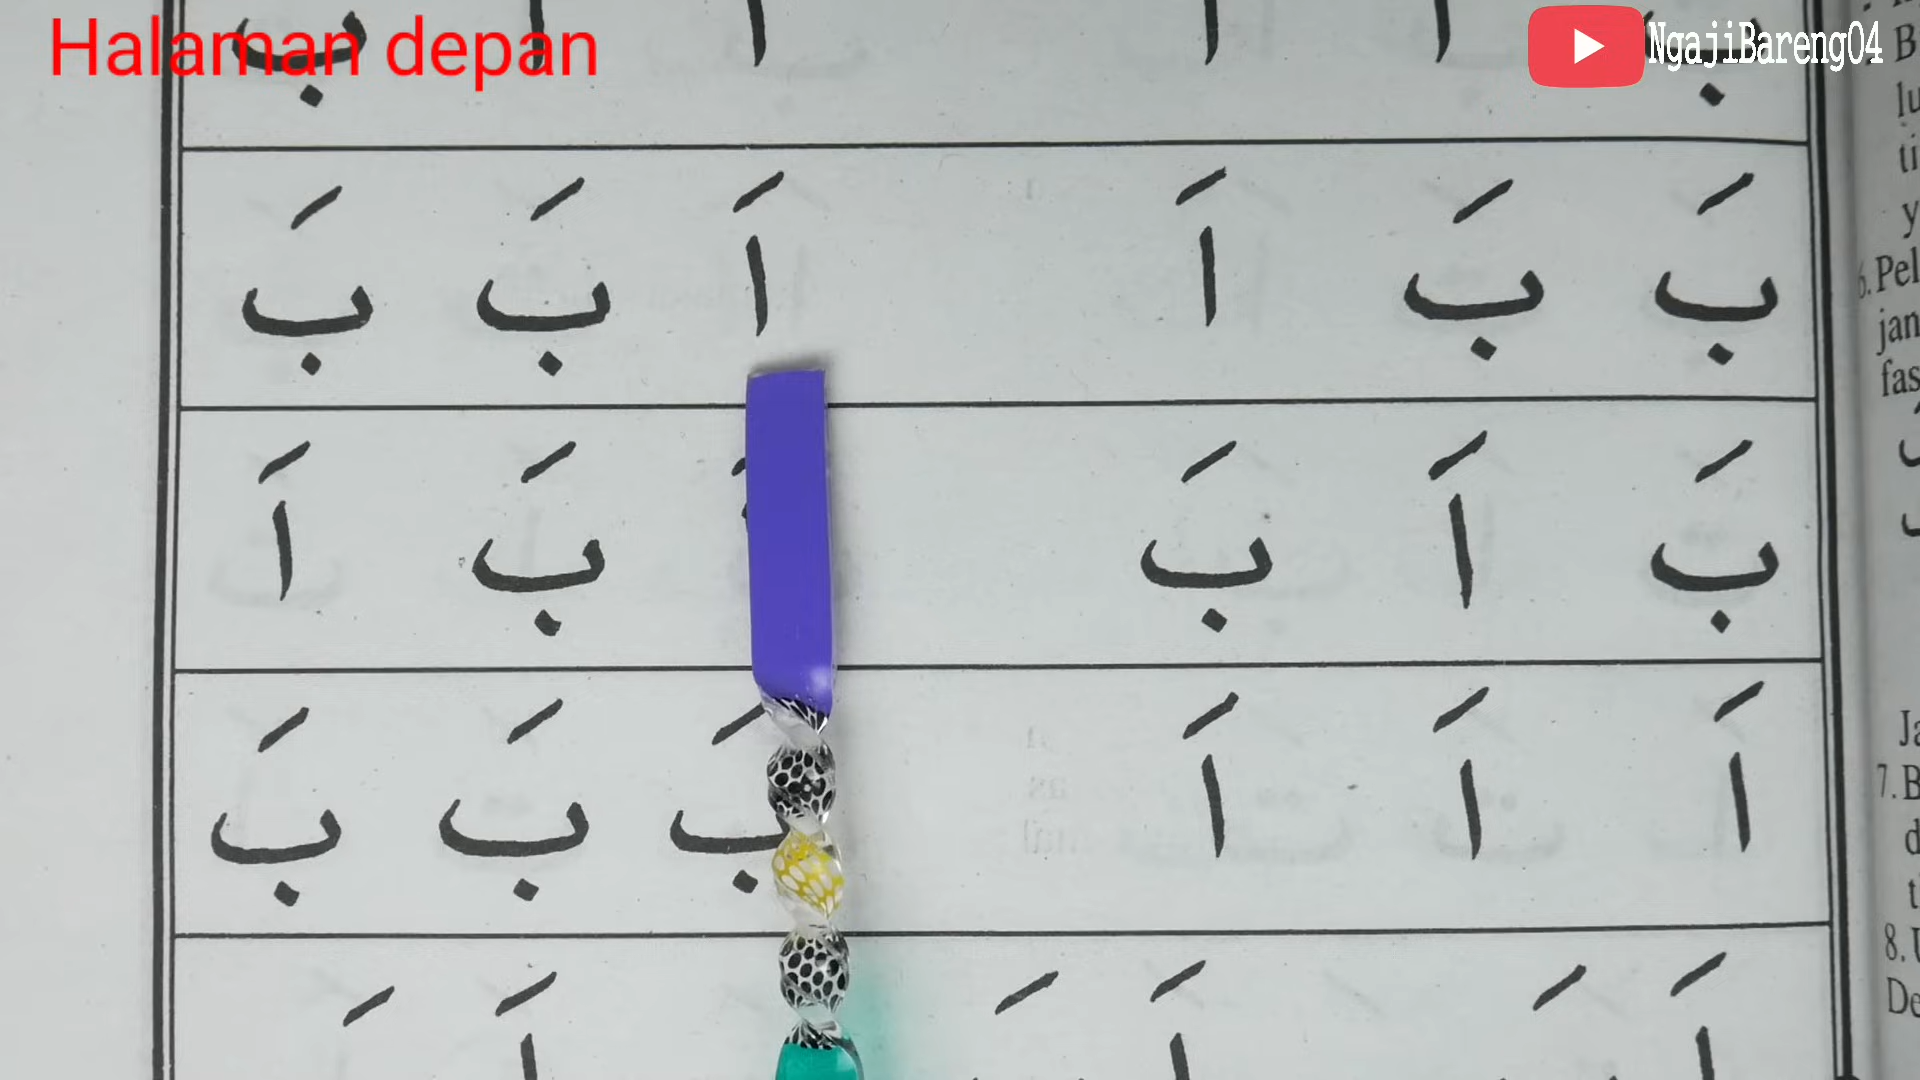 Halaman depan
NgajiBareng04
ب ا ا ا ا ب
بَ بَ اَ اَ بَ بَ
بَ اَ بَ بَ اَ
اَ اَ اَ بَ بَ بَ